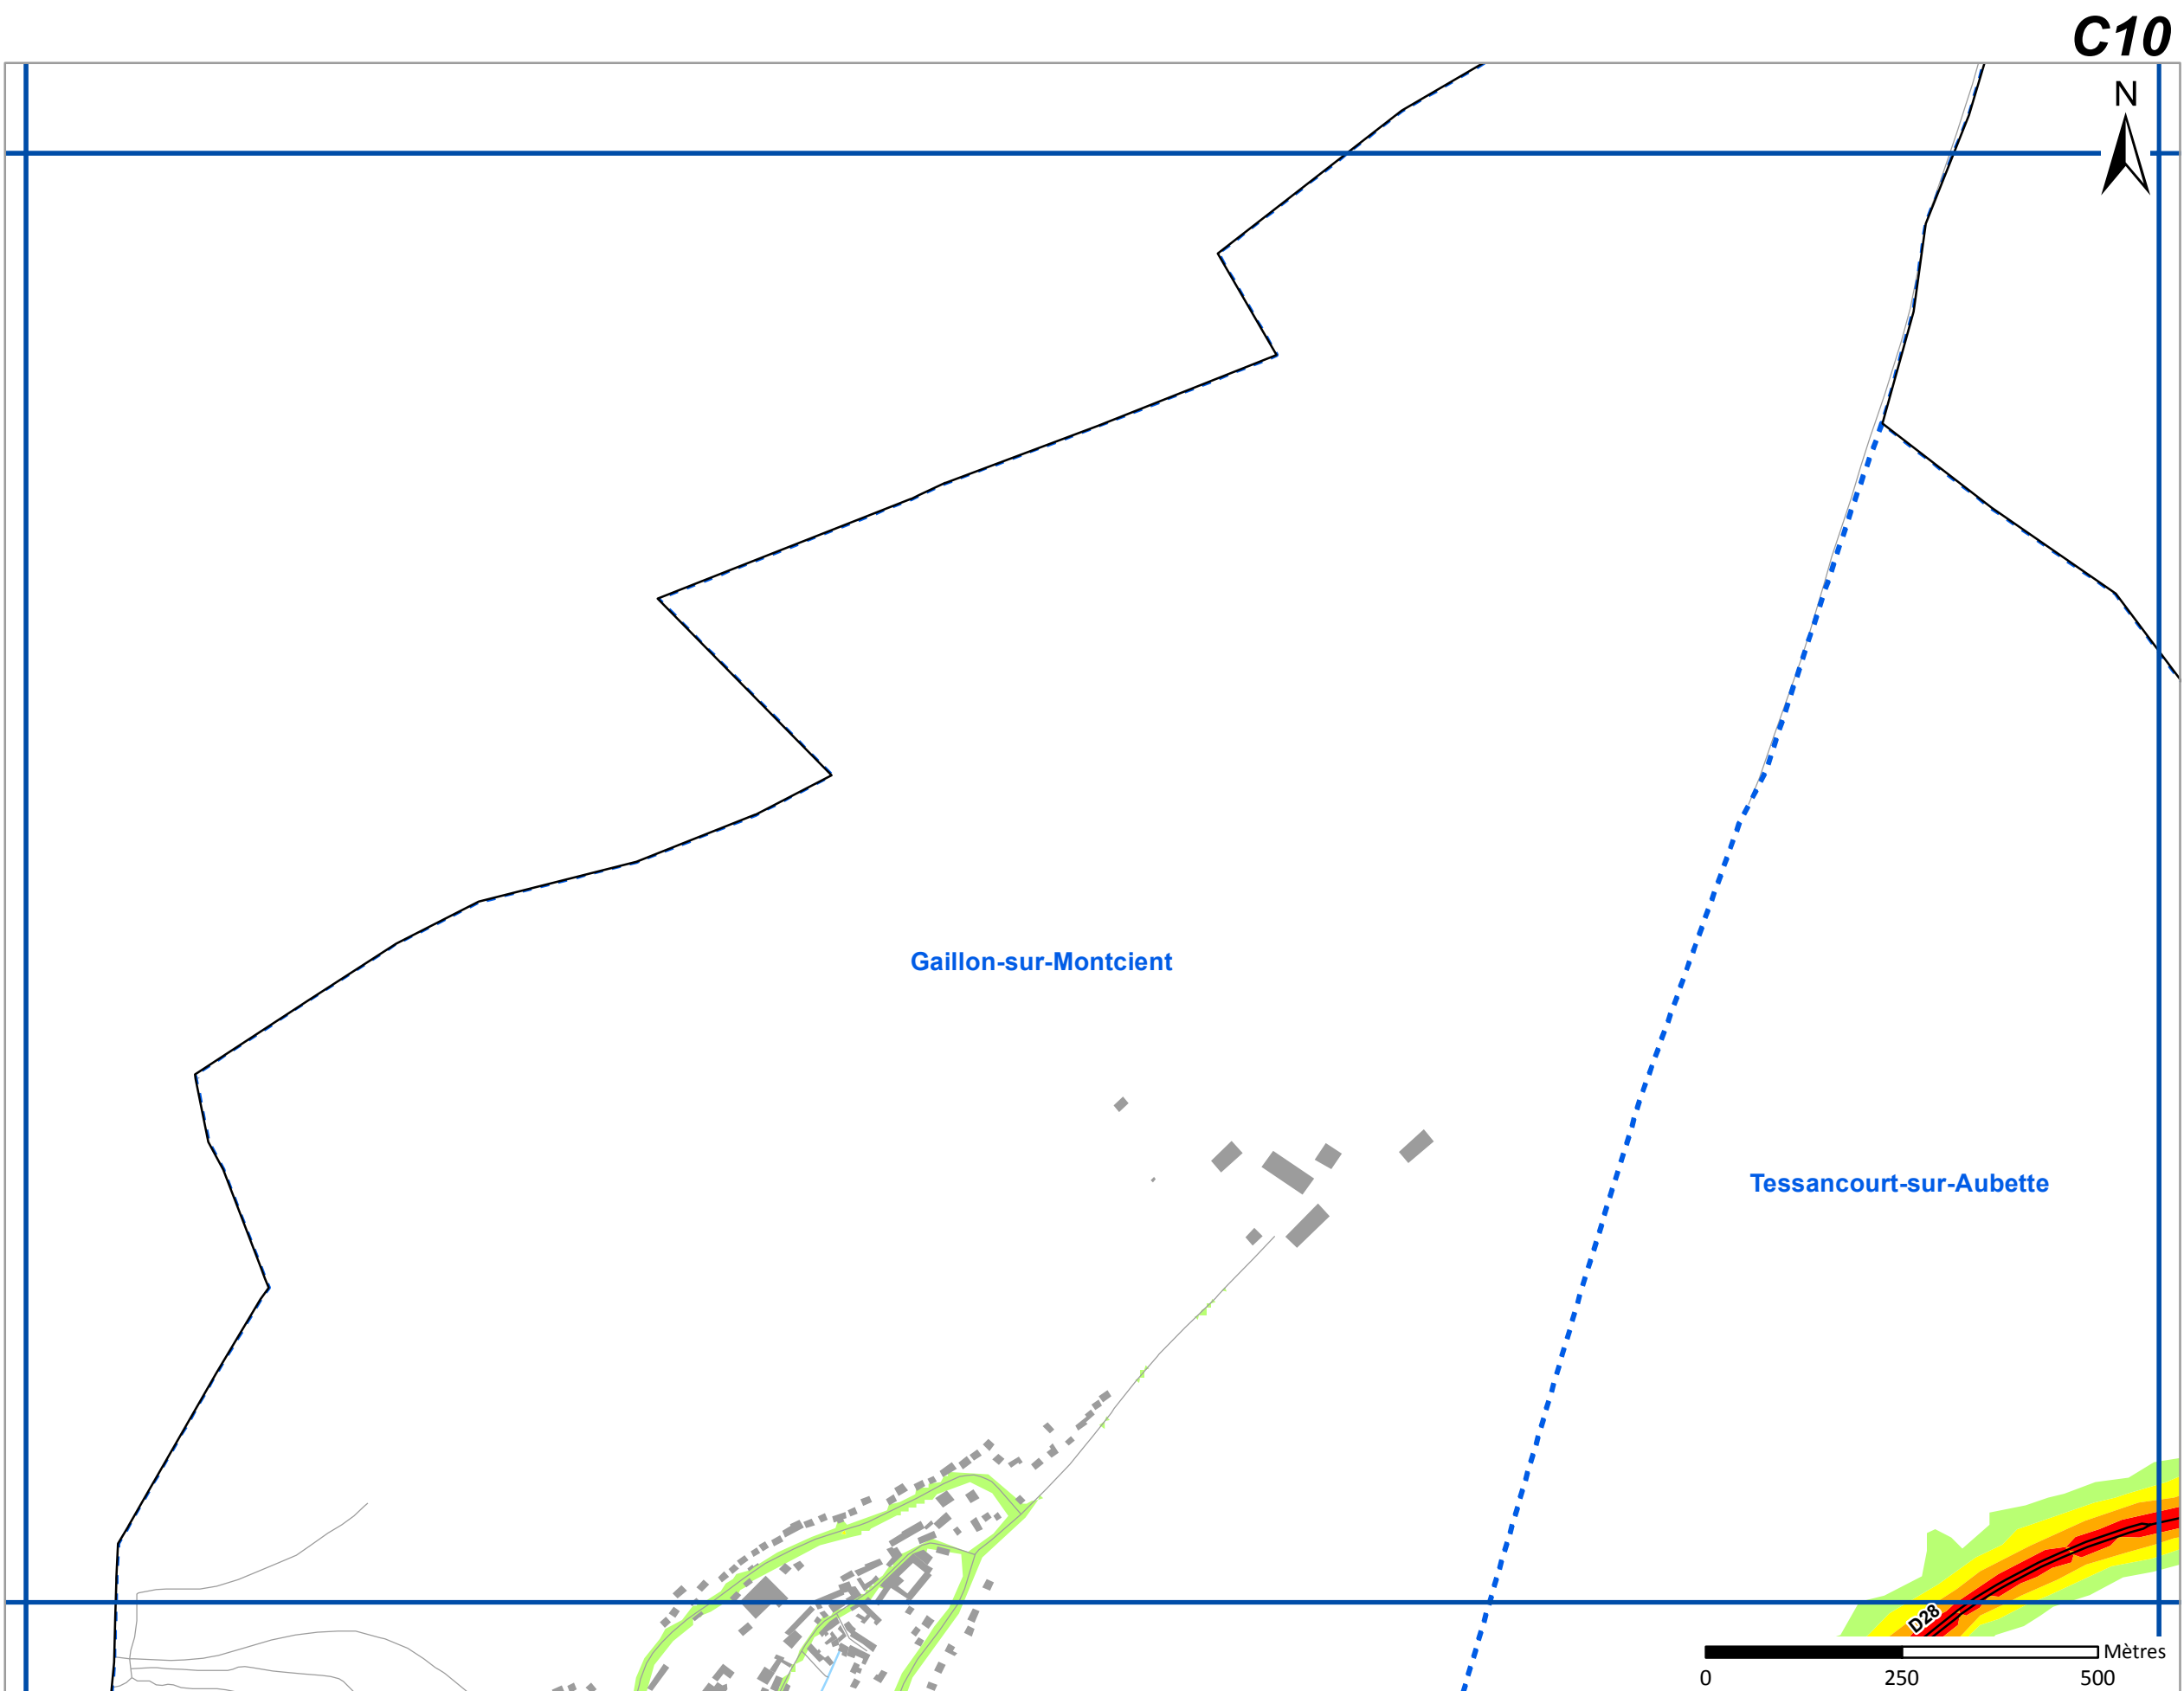 C10
N
Gaillon-sur-Montcient
Tessancourt-sur-Aubette
D28
Mètres
0 250 500